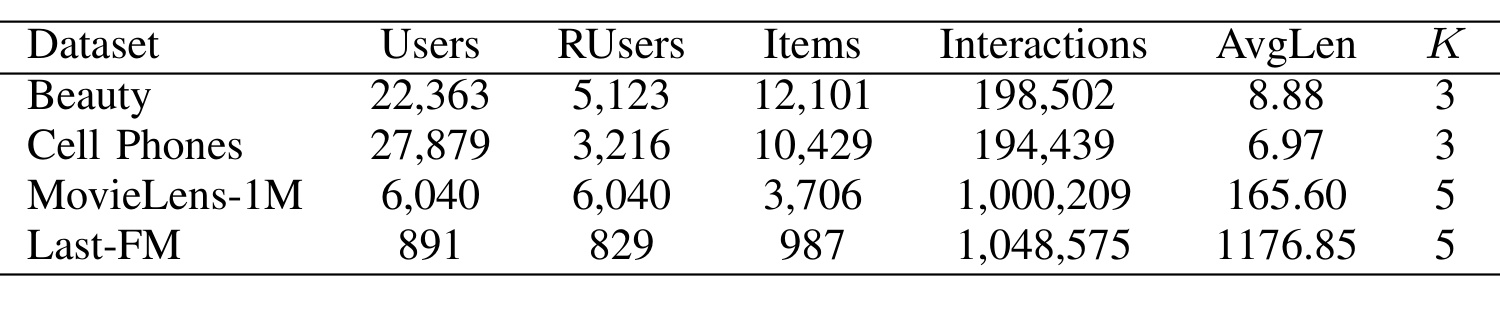 Dataset Users RUsers Items Interactions AvgLen K
Beauty 22,363 5,123 12,101 198,502 8.88 3
Cell Phones 27,879 3,216 10,429 194,439 6.97 3
MovieLens-1M 6,040 6,040 3,706 1,000,209 165.60 5
Last-FM 891 829 987 1,048,575 1176.85 5